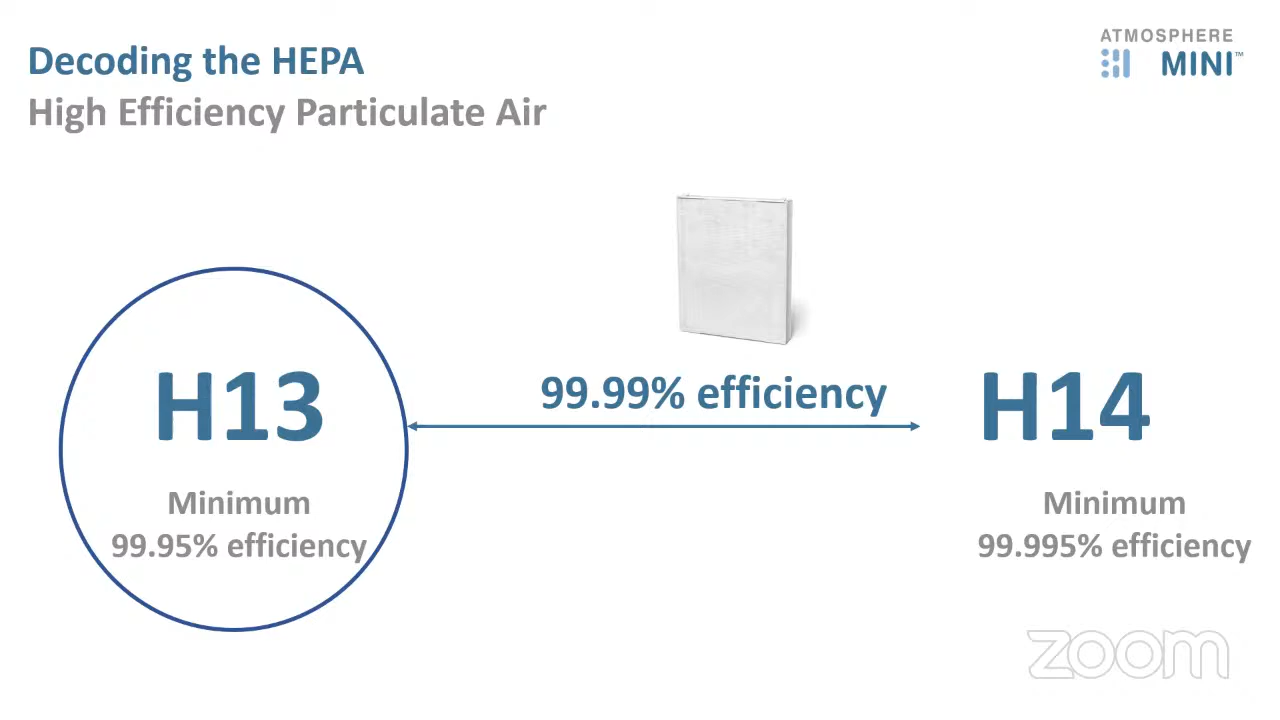 Decoding the HEPA
High Efficiency Particulate Air
ATMOSPHERE
MINI™
99.99% efficiency
H13
H14
Minimum
99.95% efficiency
Minimum
99.995% efficiency
zoom